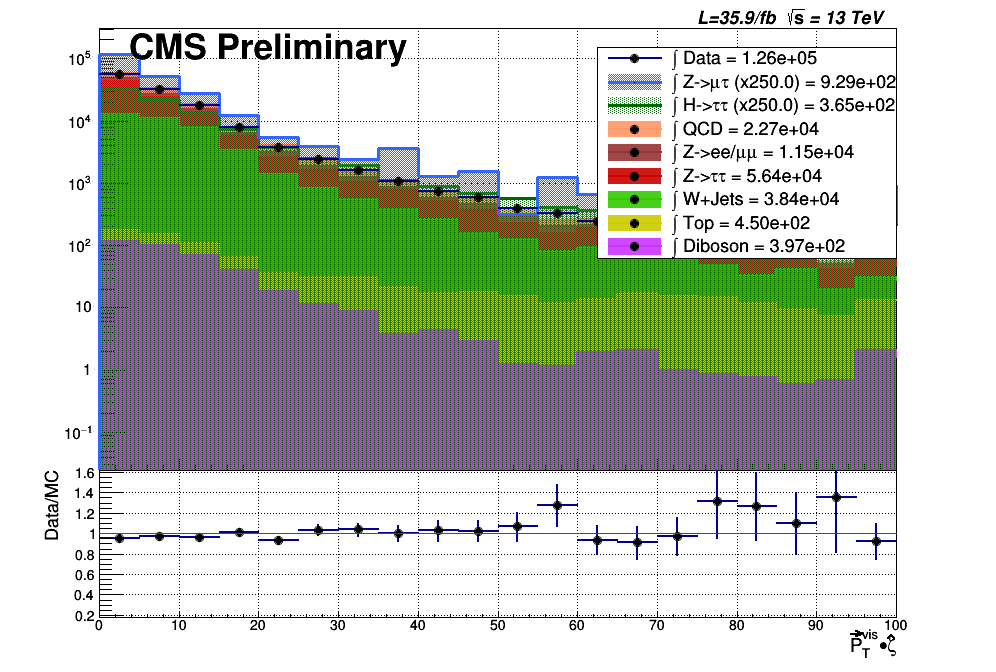 L=35.9/fb √s = 13 TeV
CMS Preliminary
∫ Data = 1.26e+05
∫ Z->μτ (x250.0) = 9.29e+02
∫ H->ττ (x250.0) = 3.65e+02
∫ QCD = 2.27e+04
∫ Z->ee/μμ = 1.15e+04
∫ Z->ττ = 5.64e+04
∫ W+Jets = 3.84e+04
∫ Top = 4.50e+02
∫ Diboson = 3.97e+02
10⁵
10⁴
10³
10²
10
1
10⁻¹
Data/MC
1.6
1.4
1.2
1
0.8
0.6
0.4
0.2
0 10 20 30 40 50 60 70 80 90 100
P⃗_T^vis •ζ̂